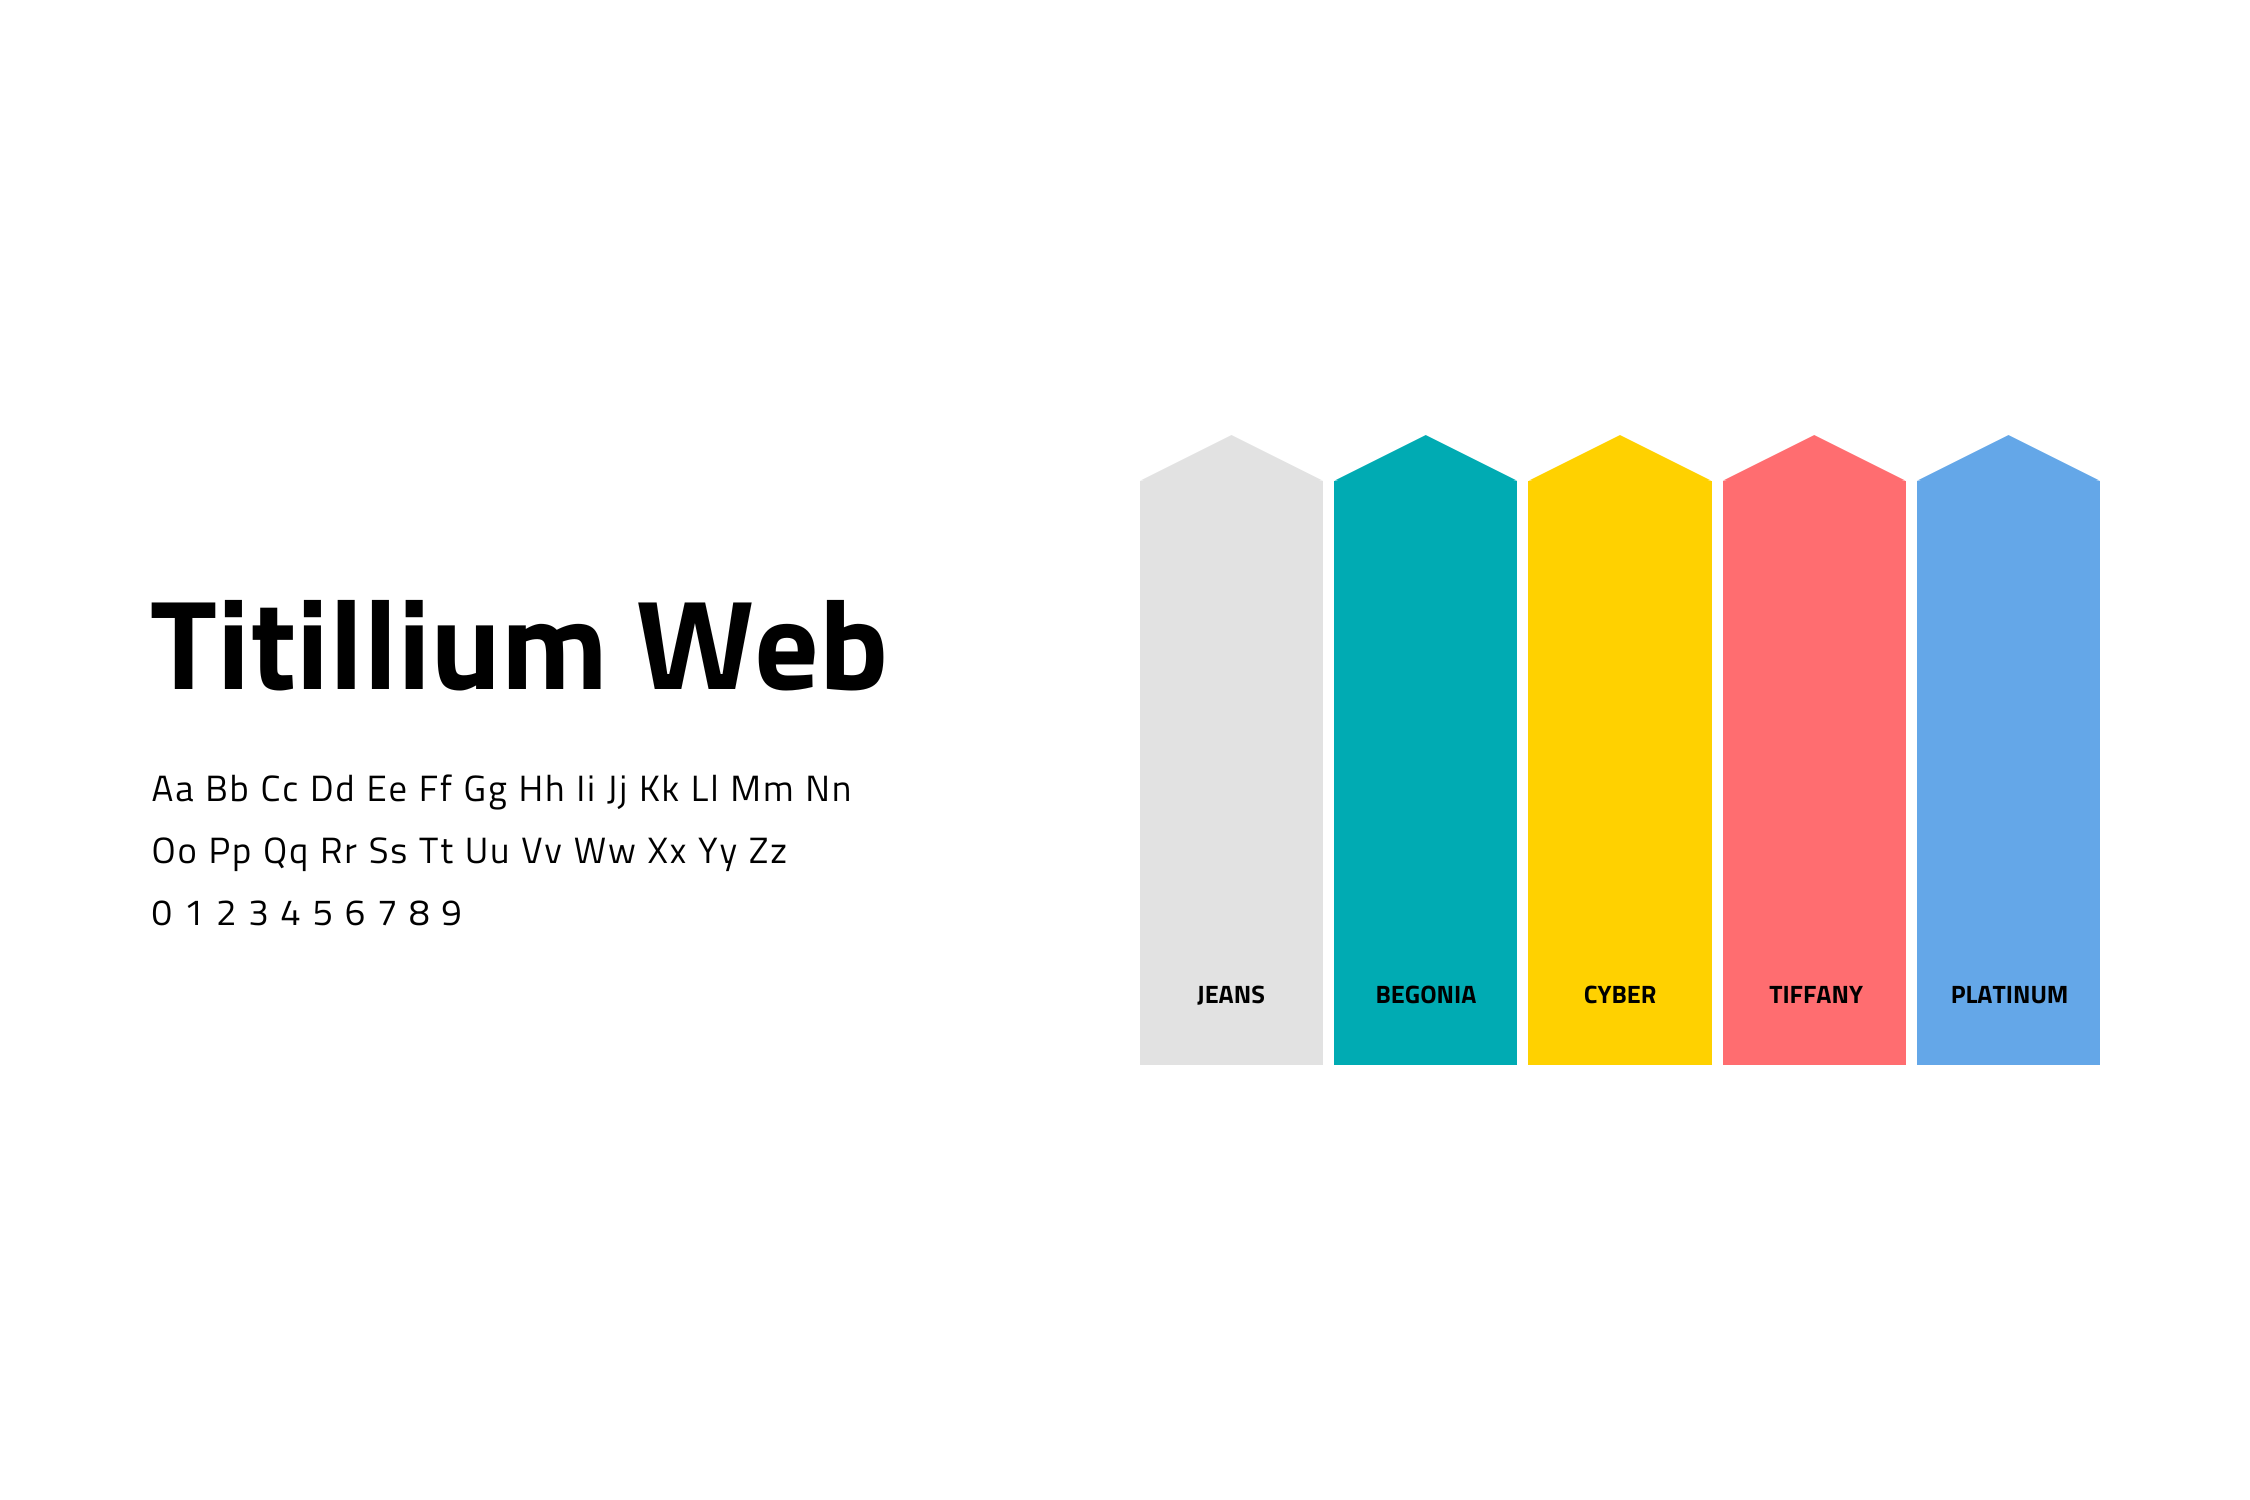 Titillium Web
Aa Bb Cc Dd Ee Ff Gg Hh Ii Jj Kk Ll Mm Nn
Oo Pp Qq Rr Ss Tt Uu Vv Ww Xx Yy Zz
0 1 2 3 4 5 6 7 8 9
JEANS
BEGONIA
CYBER
TIFFANY
PLATINUM